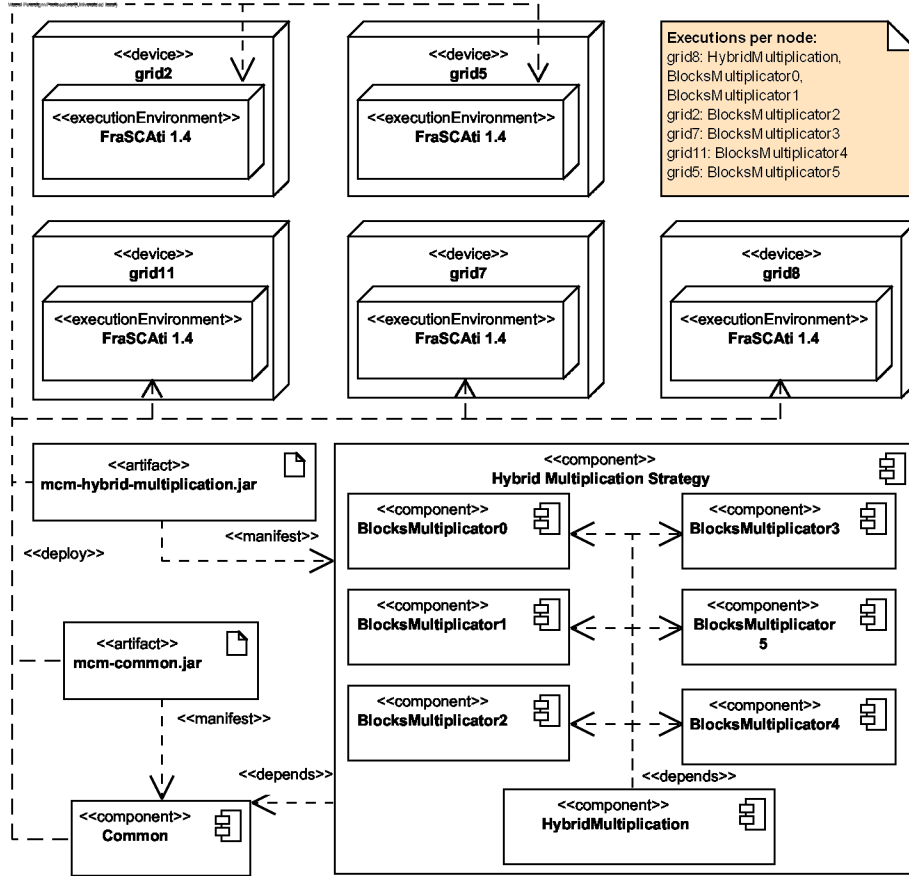 <<device>>
grid2
<<executionEnvironment>>
FraSCAti 1.4
<<device>>
grid5
<<executionEnvironment>>
FraSCAti 1.4
Executions per node:
grid8: HybridMultiplication,
BlocksMultiplicator0,
BlocksMultiplicator1
grid2: BlocksMultiplicator2
grid7: BlocksMultiplicator3
grid11: BlocksMultiplicator4
grid5: BlocksMultiplicator5
<<device>>
grid11
<<executionEnvironment>>
FraSCAti 1.4
<<device>>
grid7
<<executionEnvironment>>
FraSCAti 1.4
<<device>>
grid8
<<executionEnvironment>>
FraSCAti 1.4
<<artifact>>
mcm-hybrid-multiplication.jar
<<manifest>>
<<deploy>>
<<artifact>>
mcm-common.jar
<<manifest>>
<<depends>>
<<component>>
Common
<<component>>
Hybrid Multiplication Strategy
<<component>>
BlocksMultiplicator0
<<component>>
BlocksMultiplicator3
<<component>>
BlocksMultiplicator1
<<component>>
BlocksMultiplicator
5
<<component>>
BlocksMultiplicator2
<<component>>
BlocksMultiplicator4
<<depends>>
<<component>>
HybridMultiplication